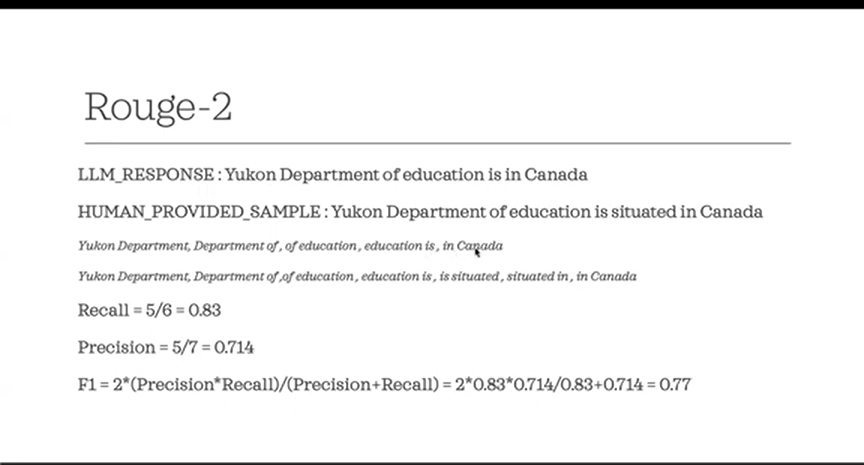 Rouge-2
LLM_RESPONSE : Yukon Department of education is in Canada
HUMAN_PROVIDED_SAMPLE : Yukon Department of education is situated in Canada
Yukon Department, Department of, of education, education is, in Canada
Yukon Department, Department of,of education, education is, is situated, situated in, in Canada
Recall = 5/6 = 0.83
Precision = 5/7 = 0.714
F1 = 2*(Precision*Recall)/(Precision+Recall) = 2*0.83*0.714/0.83+0.714 = 0.77